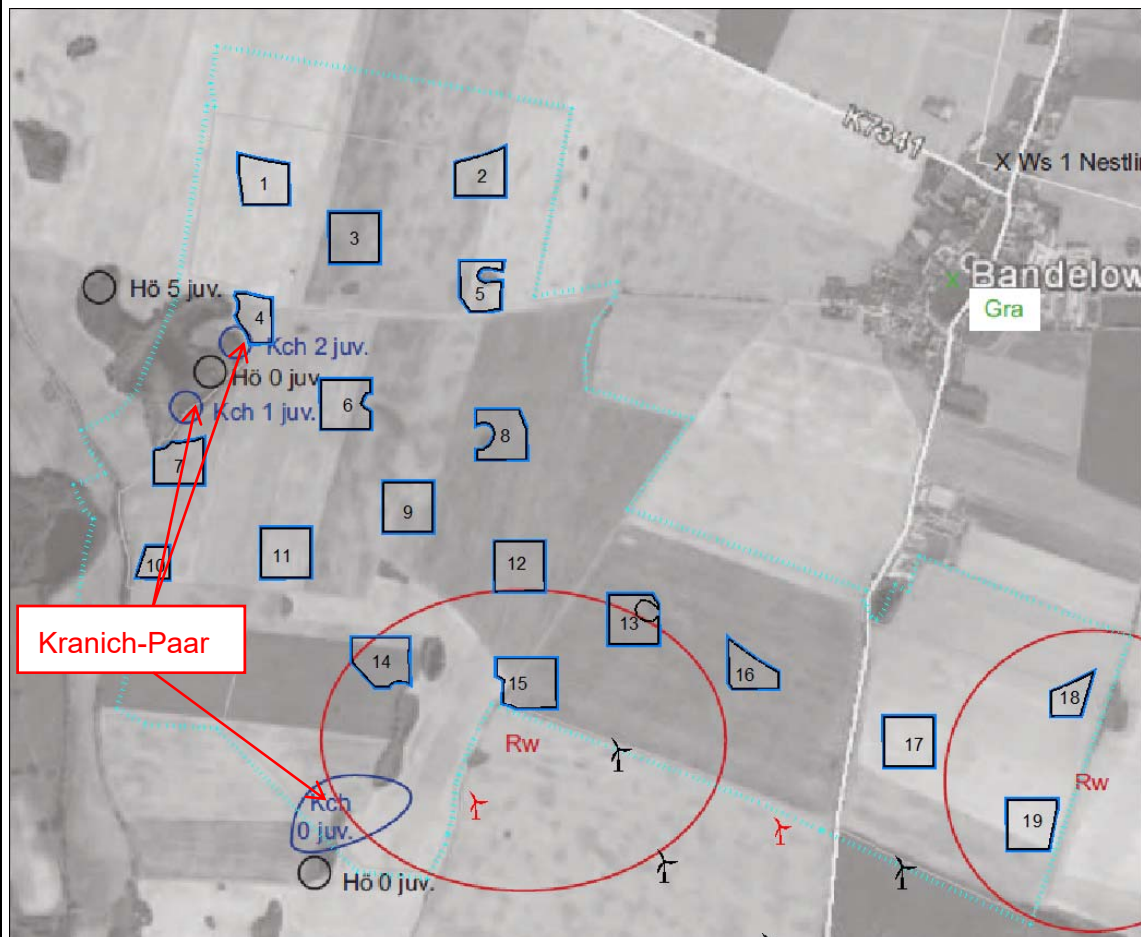 K7341
X Ws 1 Nestli
1
2
3
Hö 5 juv.
5
X Bandelow
Gra
4
Kch 2 juv.
Hö 0 juv
6
Kch 1 juv.
8
7
9
11
10
12
Kranich-Paar
13
14
15
16
18
17
Rw
Rw
Kch
0 juv.
19
Hö 0 juv.